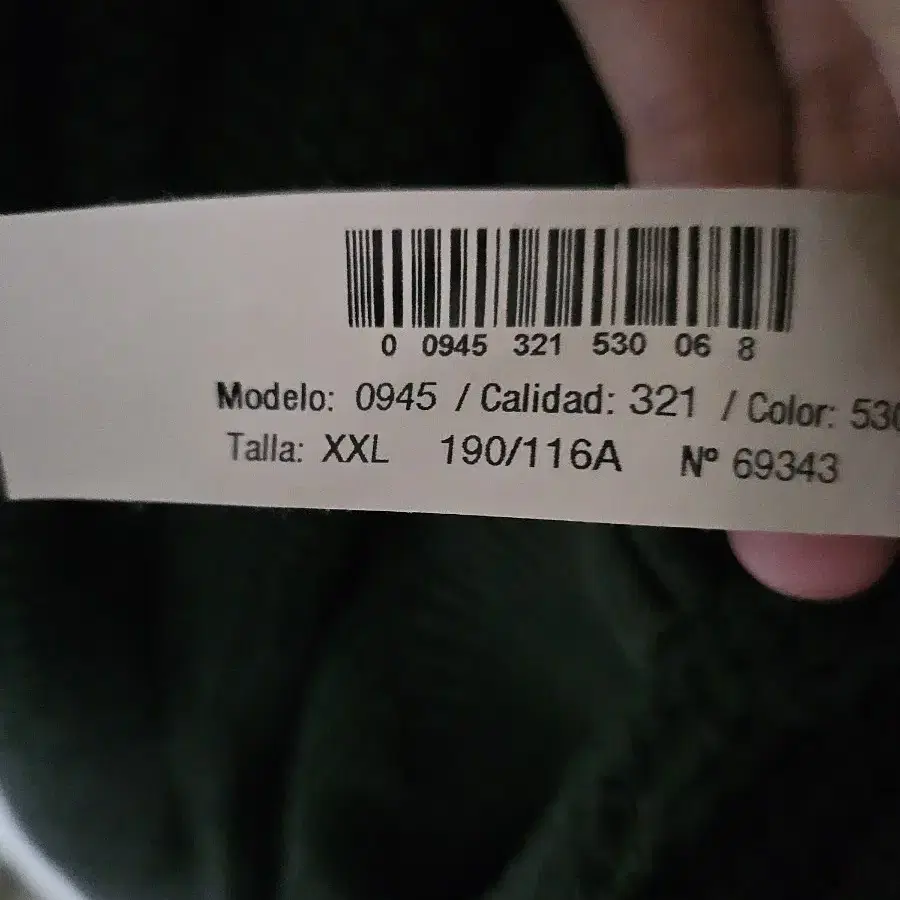 0 0945 321 530 06 8
Modelo: 0945 / Calidad: 321 / Color: 530
Talla: XXL 190/116A Nº 69343